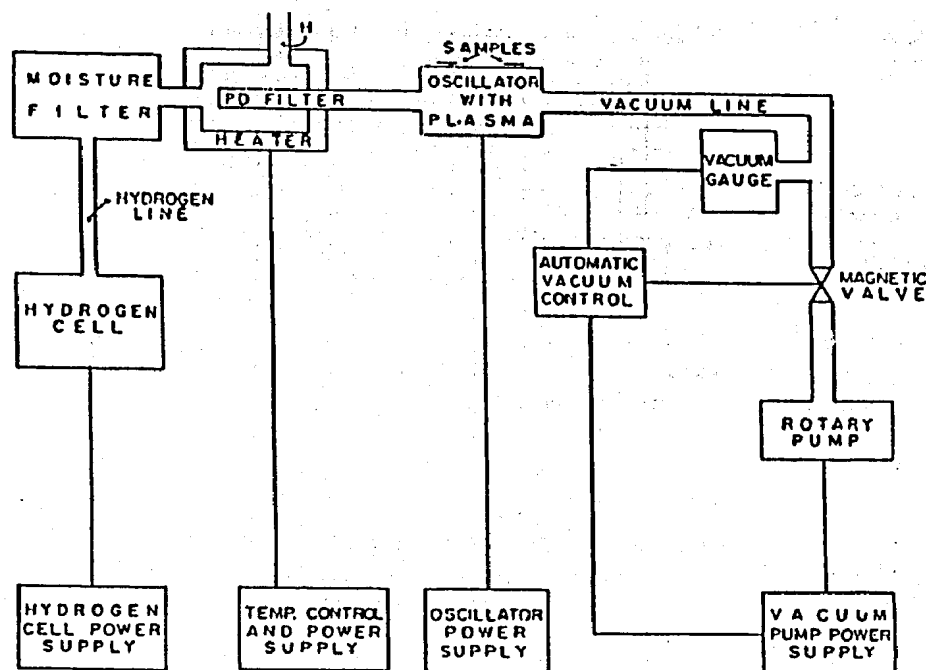 H
SAMPLES
MOISTURE
FILTER
PD FILTER
HEATER
OSCILLATOR
WITH
PLASMA
VACUUM LINE
VACUUM
GAUGE
HYDROGEN
LINE
AUTOMATIC
VACUUM
CONTROL
MAGNETIC
VALVE
HYDROGEN
CELL
ROTARY
PUMP
HYDROGEN
CELL POWER
SUPPLY
TEMP. CONTROL
AND POWER
SUPPLY
OSCILLATOR
POWER
SUPPLY
VACUUM
PUMP POWER
SUPPLY